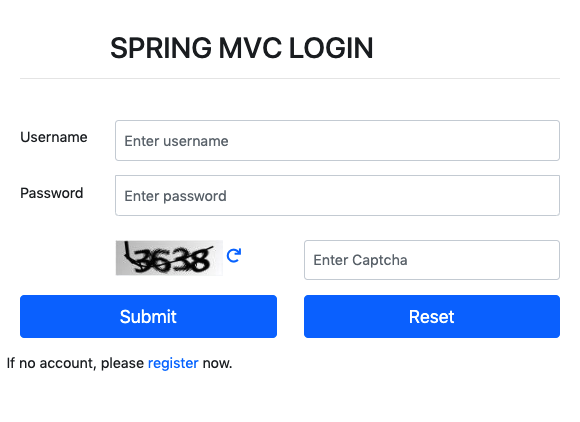 SPRING MVC LOGIN
Username
Enter username
Password
Enter password
3638
Enter Captcha
Submit
Reset
If no account, please register now.